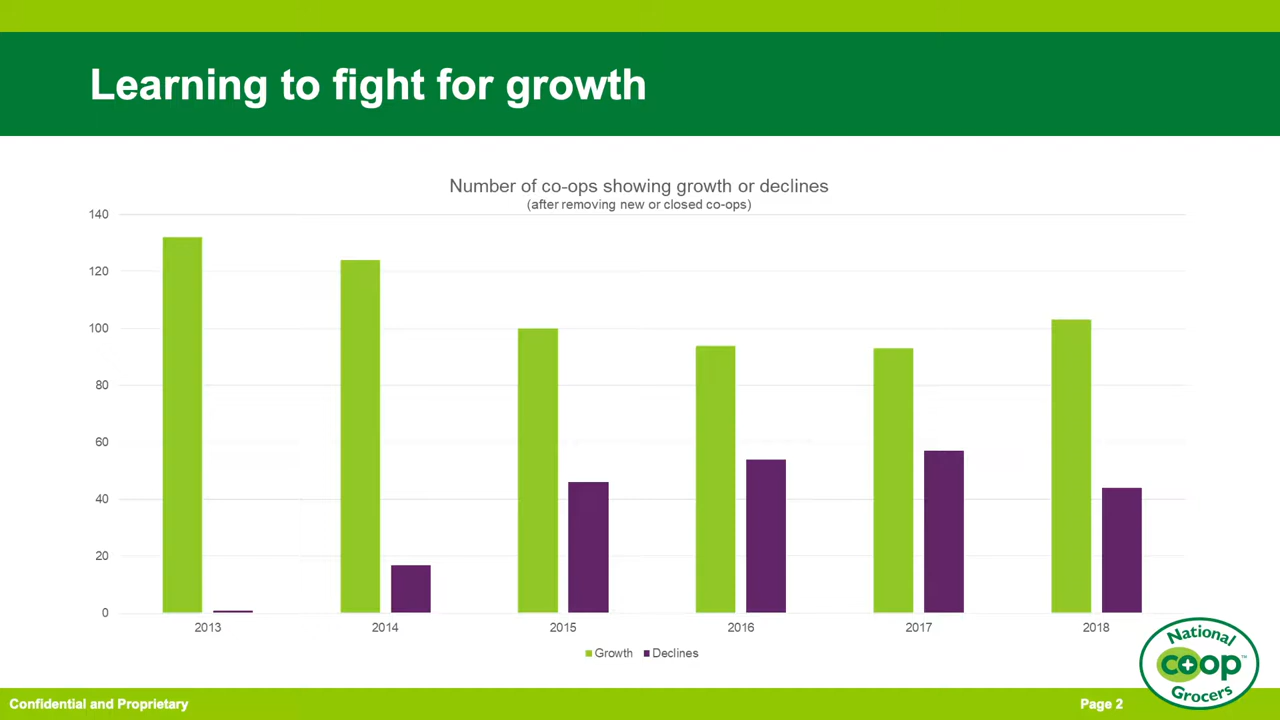 Learning to fight for growth
Number of co-ops showing growth or declines
(after removing new or closed co-ops)
140
120
100
80
60
40
20
0
2013 2014 2015 2016 2017 2018
Growth Declines
National
co+op™
Grocers
Confidential and Proprietary
Page 2